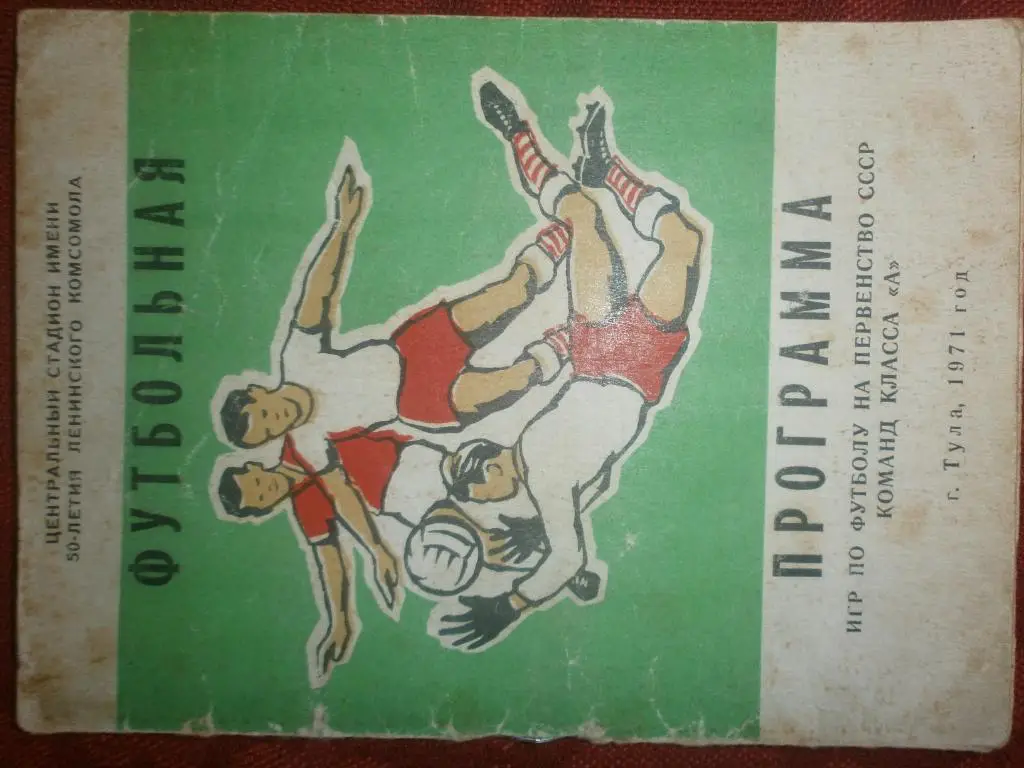 ЦЕНТРАЛЬНЫЙ СТАДИОН ИМЕНИ
50-ЛЕТИЯ ЛЕНИНСКОГО КОМСОМОЛА
ФУТБОЛЬНАЯ
ПРОГРАММА
ИГР ПО ФУТБОЛУ НА ПЕРВЕНСТВО СССР
КОМАНД КЛАССА «А»
г. Тула, 1971 год